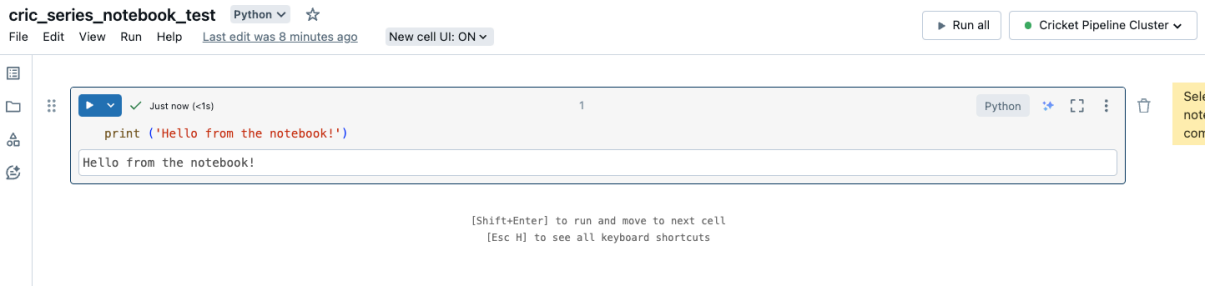 cric_series_notebook_test Python
File Edit View Run Help Last edit was 8 minutes ago New cell UI: ON
Run all Cricket Pipeline Cluster
Just now (<1s) 1 Python
print ('Hello from the notebook!')
Hello from the notebook!
[Shift+Enter] to run and move to next cell
[Esc H] to see all keyboard shortcuts